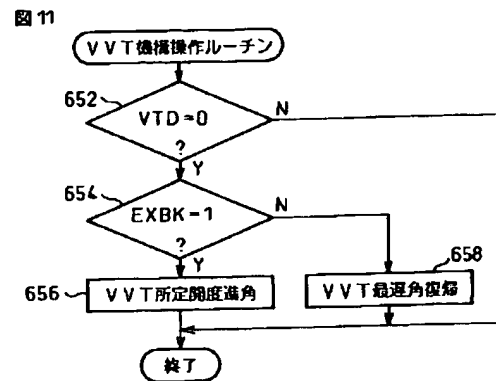 図11
VVT機構操作ルーチン
652
VTD=0
?
N
Y
654
EXBK=1
?
N
Y
656
VVT所定開度進角
658
VVT最遅角復帰
終了